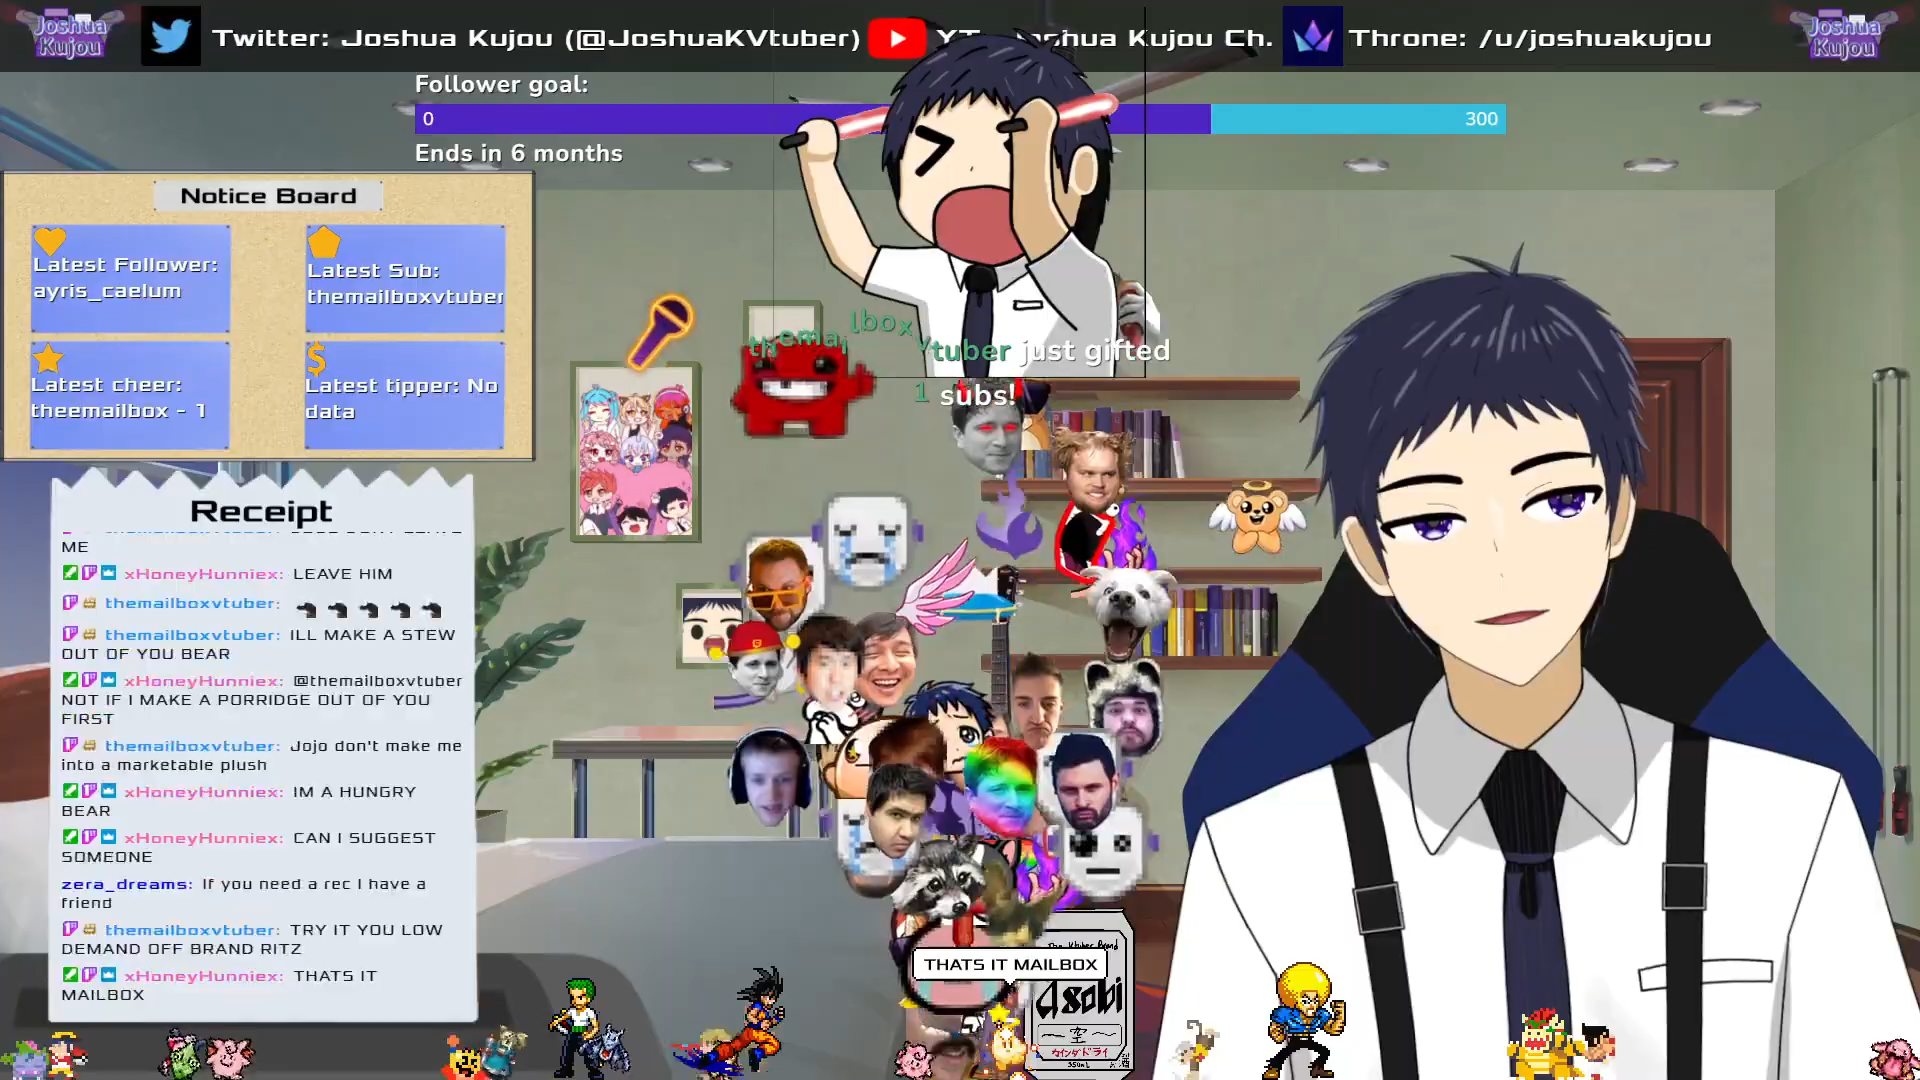 Joshua Kujou
Twitter: Joshua Kujou (@JoshuaKVtuber)
Joshua Kujou Ch.
Throne: /u/joshuakujou
Joshua Kujou
Follower goal:
0
300
Ends in 6 months
Notice Board
Latest Follower:
ayris_caelum
Latest Sub:
themailboxvtuber
Latest cheer:
theemailbox - 1
Latest tipper: No
data
just gifted
1 subs!
Receipt
ME
xHoneyHunniex: LEAVE HIM
themailboxvtuber:
themailboxvtuber: ILL MAKE A STEW
OUT OF YOU BEAR
xHoneyHunniex: @themailboxvtuber
NOT IF I MAKE A PORRIDGE OUT OF YOU
FIRST
themailboxvtuber: Jojo don't make me
into a marketable plush
xHoneyHunniex: IM A HUNGRY
BEAR
xHoneyHunniex: CAN I SUGGEST
SOMEONE
zera_dreams: If you need a rec I have a
friend
themailboxvtuber: TRY IT YOU LOW
DEMAND OFF BRAND RITZ
xHoneyHunniex: THATS IT
MAILBOX
THATS IT MAILBOX
asobi
空
350ml